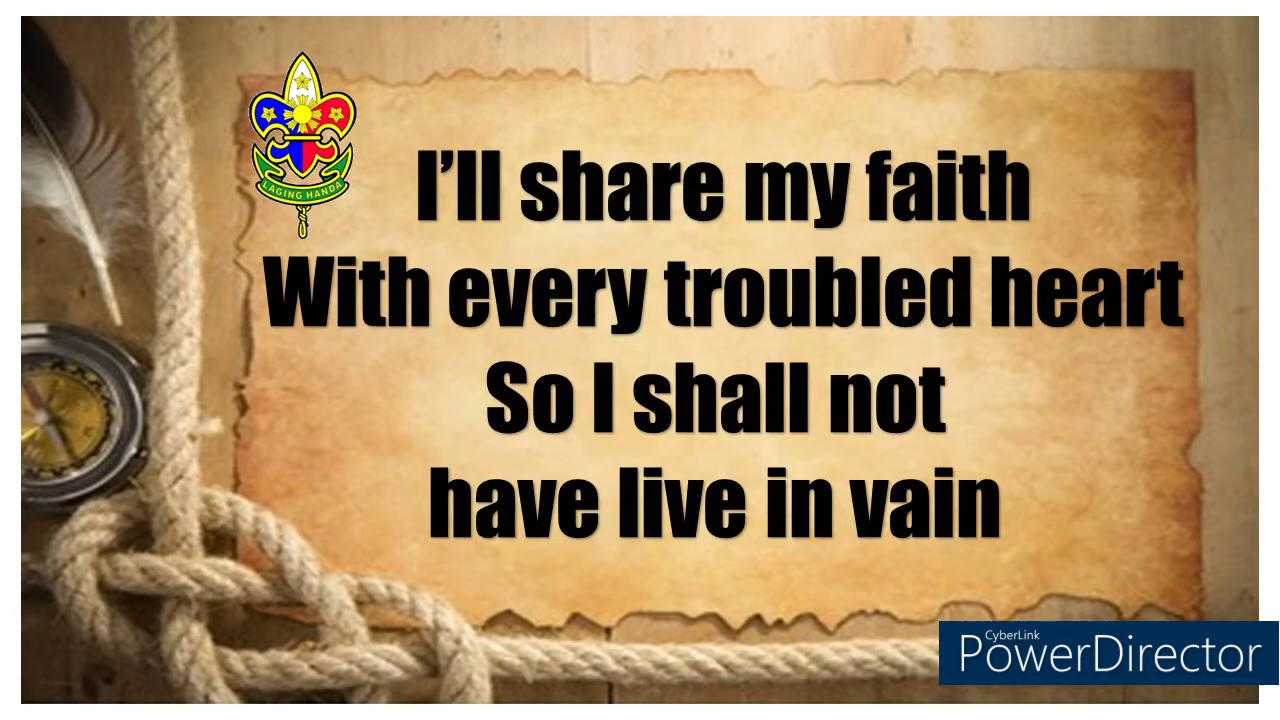 LAGING HANDA
I’ll share my faith
With every troubled heart
So I shall not
have live in vain
CyberLink
PowerDirector